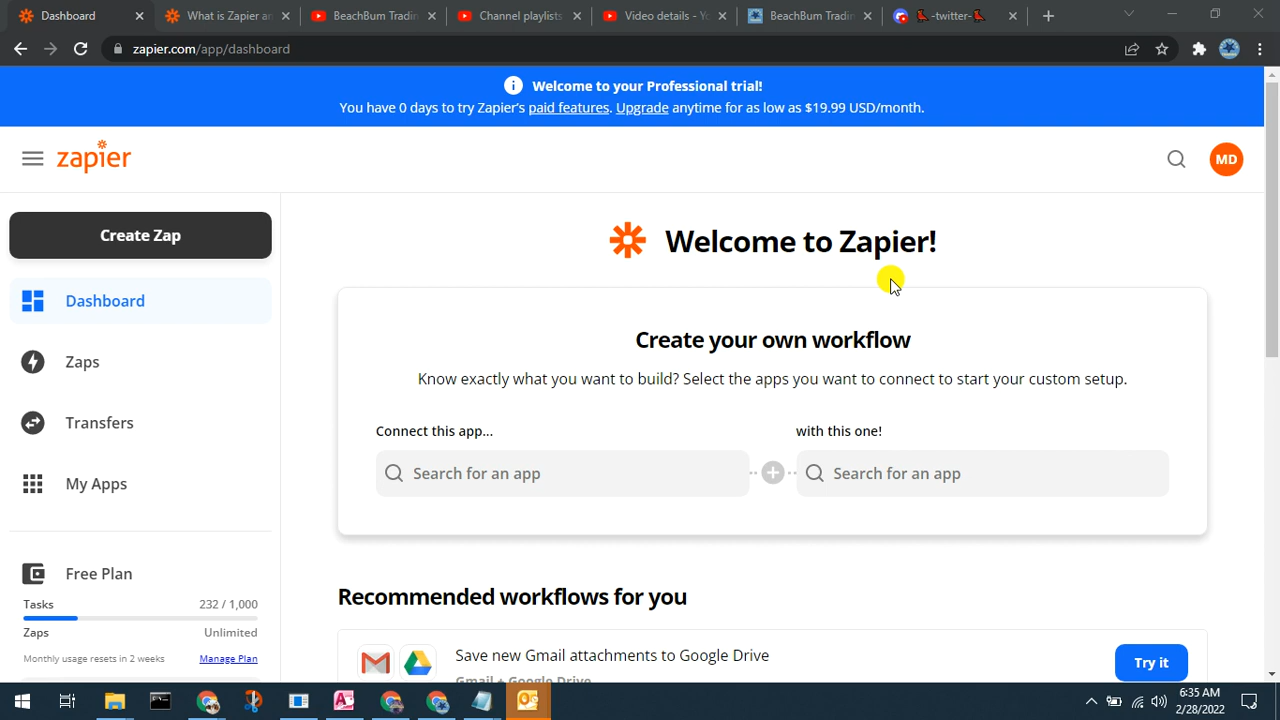 Dashboard
What is Zapier an
BeachBum Tradin
Channel playlists
Video details - Yo
BeachBum Tradin
-twitter-
zapier.com/app/dashboard
Welcome to your Professional trial!
You have 0 days to try Zapier's paid features. Upgrade anytime for as low as $19.99 USD/month.
zapier
MD
Create Zap
Dashboard
Zaps
Transfers
My Apps
Free Plan
Tasks 232 / 1,000
Zaps Unlimited
Monthly usage resets in 2 weeks Manage Plan
Welcome to Zapier!
Create your own workflow
Know exactly what you want to build? Select the apps you want to connect to start your custom setup.
Connect this app... with this one!
Search for an app Search for an app
Recommended workflows for you
Save new Gmail attachments to Google Drive
Gmail + Google Drive
Try it
6:35 AM
2/28/2022